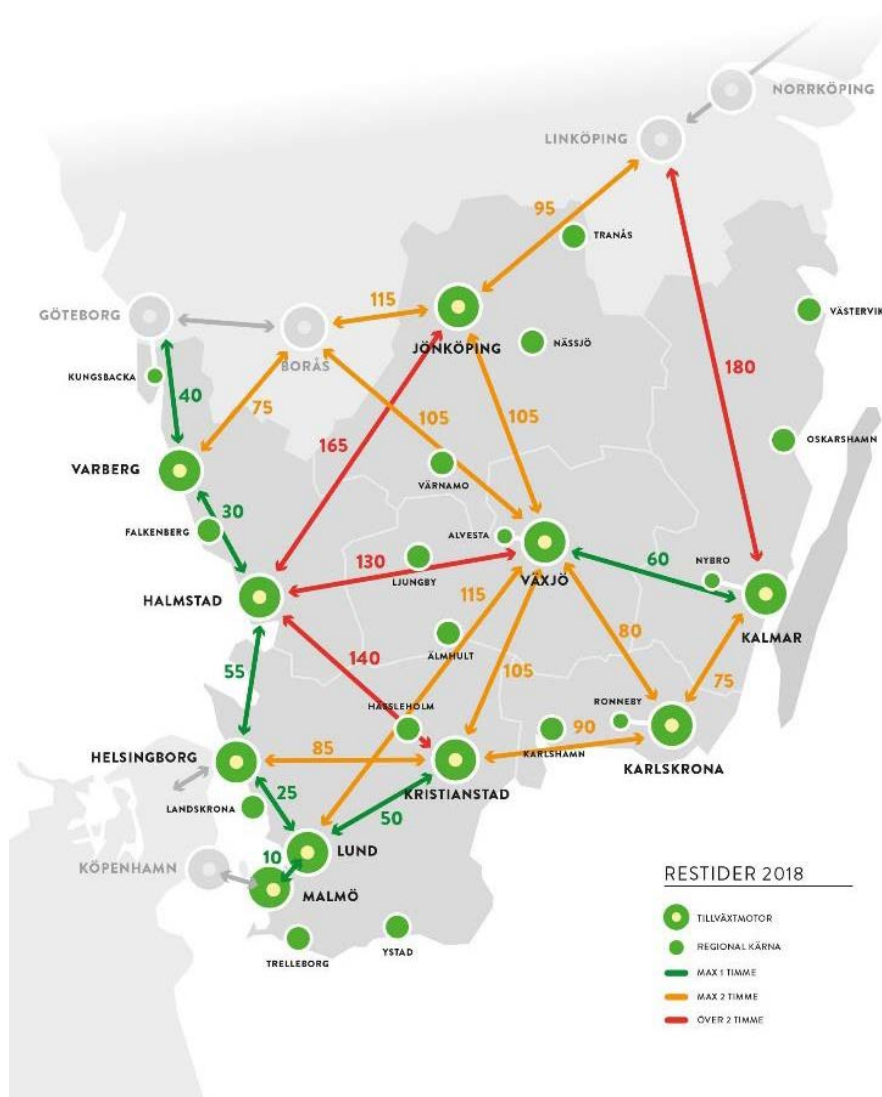 NORRKÖPING
LINKÖPING
95
TRANÅS
GÖTEBORG
115
VÄSTERVIK
JÖNKÖPING
NÄSSJÖ
BORÅS
KUNGSBACKA
180
40
75
105
105
165
OSKARSHAMN
VARBERG
VÄRNAMO
30
FALKENBERG
ALVESTA
130
60
NYBRO
LJUNGBY
VÄXJÖ
HALMSTAD
115
KALMAR
ÄLMHULT
80
140
55
105
75
RONNEBY
HÄSSLEHOLM
90
85
KARLSHAMN
HELSINGBORG
KARLSKRONA
25
KRISTIANSTAD
LANDSKRONA
50
10
LUND
KÖPENHAMN
MALMÖ
YSTAD
TRELLEBORG
RESTIDER 2018
TILLVÄXTMOTOR
REGIONAL KÄRNA
MAX 1 TIMME
MAX 2 TIMME
ÖVER 2 TIMME